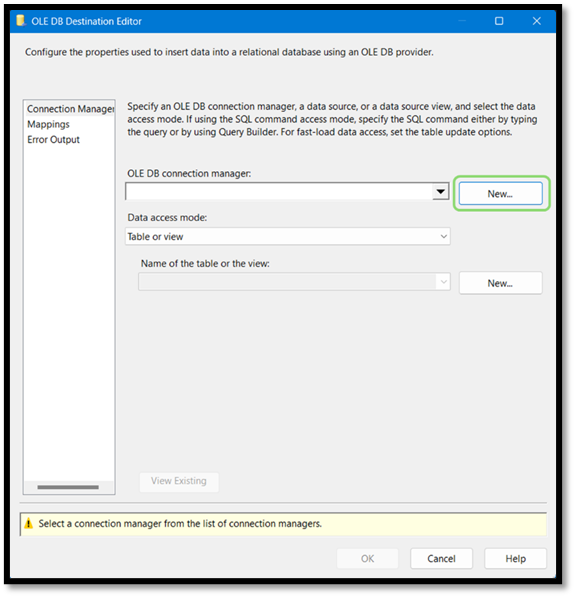 OLE DB Destination Editor
Configure the properties used to insert data into a relational database using an OLE DB provider.
Connection Manager
Mappings
Error Output
Specify an OLE DB connection manager, a data source, or a data source view, and select the data
access mode. If using the SQL command access mode, specify the SQL command either by typing
the query or by using Query Builder. For fast-load data access, set the table update options.
OLE DB connection manager:
New...
Data access mode:
Table or view
Name of the table or the view:
New...
View Existing
Select a connection manager from the list of connection managers.
OK
Cancel
Help